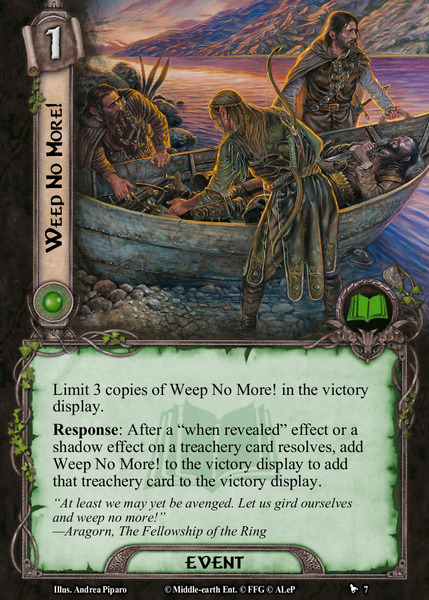 1
Weep No More!
Limit 3 copies of Weep No More! in the victory
display.
Response: After a “when revealed” effect or a
shadow effect on a treachery card resolves, add
Weep No More! to the victory display to add
that treachery card to the victory display.
“At least we may yet be avenged. Let us gird ourselves
and weep no more!”
—Aragorn, The Fellowship of the Ring
EVENT
Illus. Andrea Piparo © Middle-earth Ent. © FFG © ALeP 7